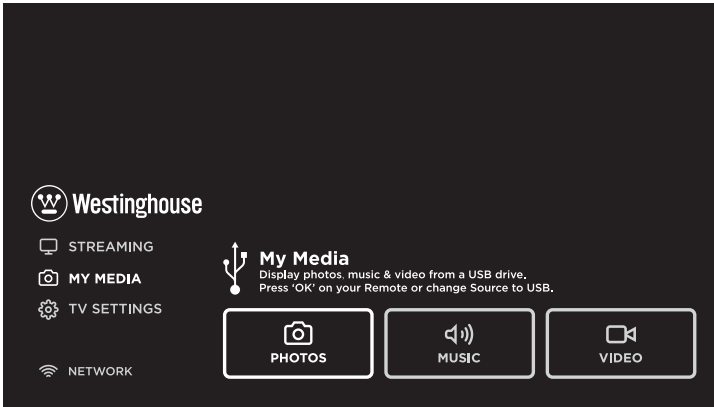 Westinghouse
STREAMING
MY MEDIA
TV SETTINGS
NETWORK
My Media
Display photos, music & video from a USB drive.
Press ‘OK’ on your Remote or change Source to USB.
PHOTOS
MUSIC
VIDEO